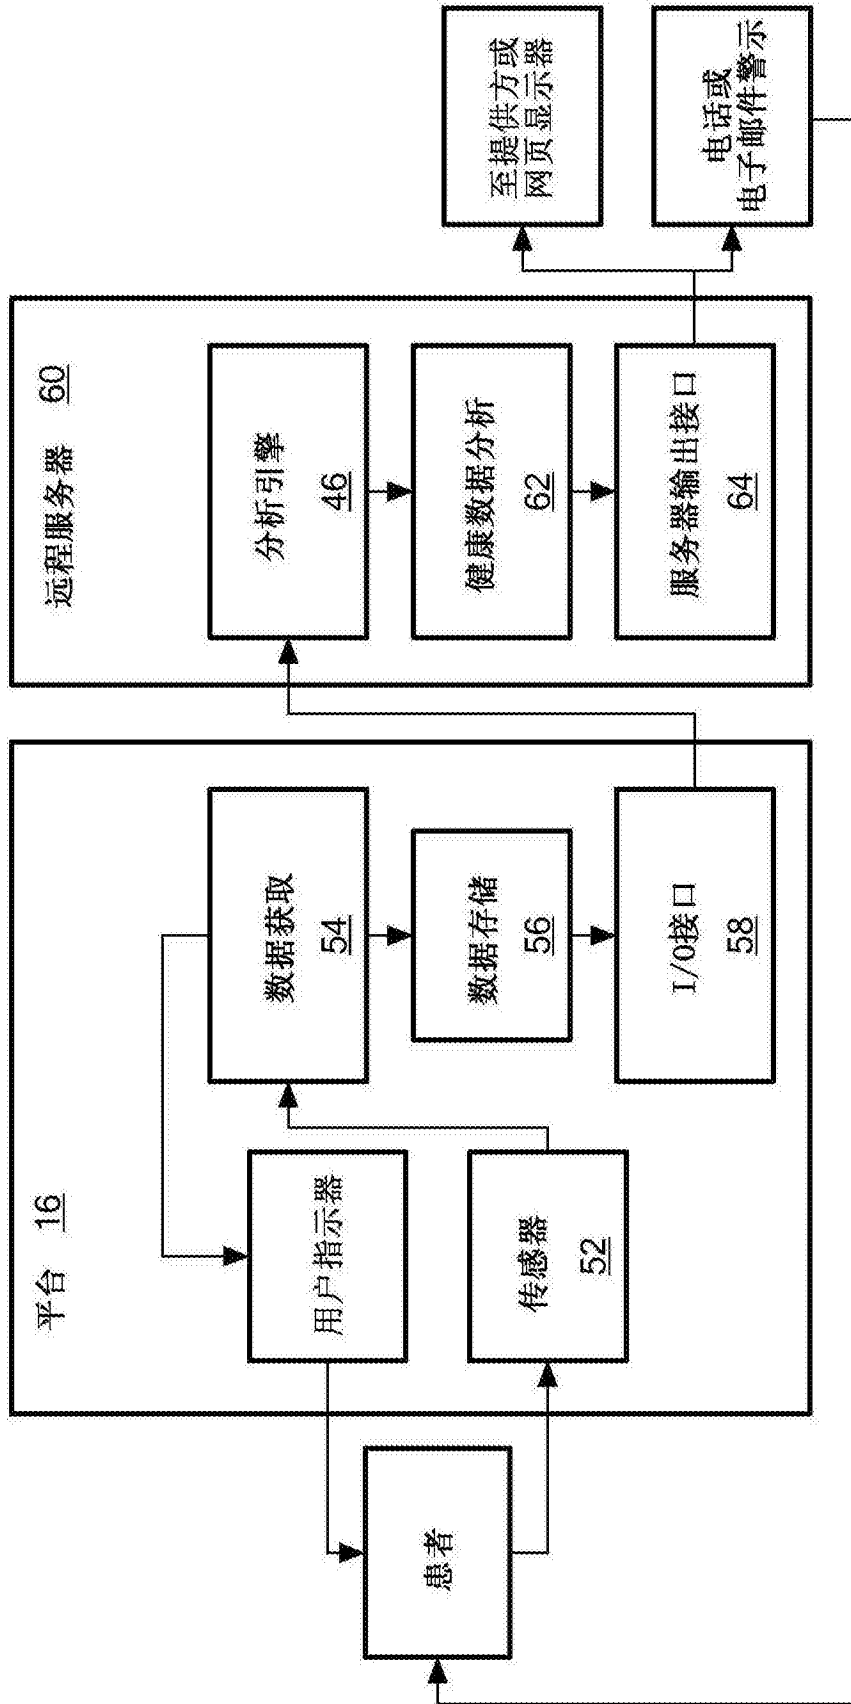 患者
平台 16
用户指示器
传感器
52
数据获取
54
数据存储
56
I/O接口
58
远程服务器 60
分析引擎
46
健康数据分析
62
服务器输出接口
64
至提供方或
网页显示器
电话或
电子邮件警示